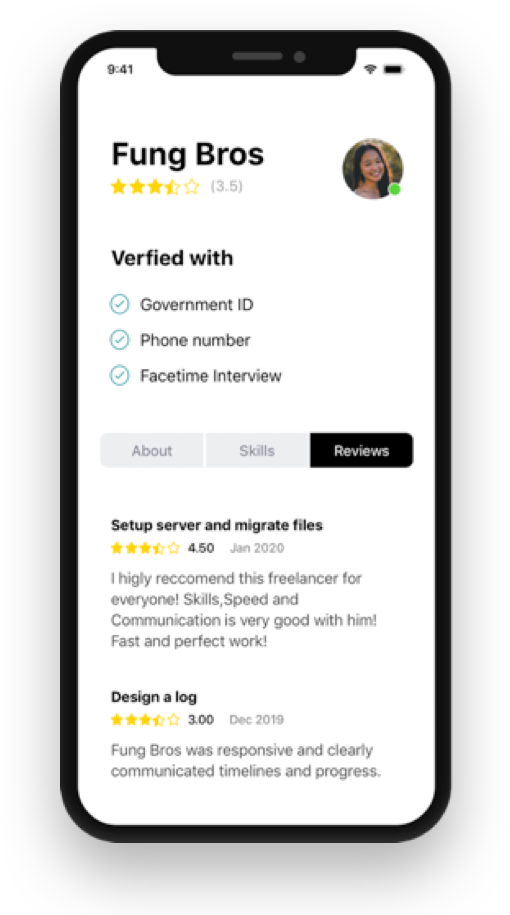 9:41
Fung Bros
(3.5)
Verfied with
Government ID
Phone number
Facetime Interview
About Skills Reviews
Setup server and migrate files
4.50 Jan 2020
I higly reccomend this freelancer for
everyone! Skills,Speed and
Communication is very good with him!
Fast and perfect work!
Design a log
3.00 Dec 2019
Fung Bros was responsive and clearly
communicated timelines and progress.